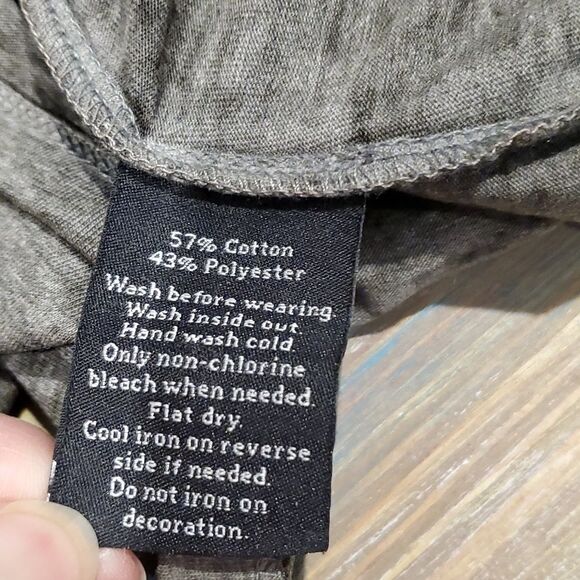 57% Cotton
43% Polyester
Wash before wearing.
Wash inside out.
Hand wash cold.
Only non-chlorine
bleach when needed.
Flat dry.
Cool iron on reverse
side if needed.
Do not iron on
decoration.